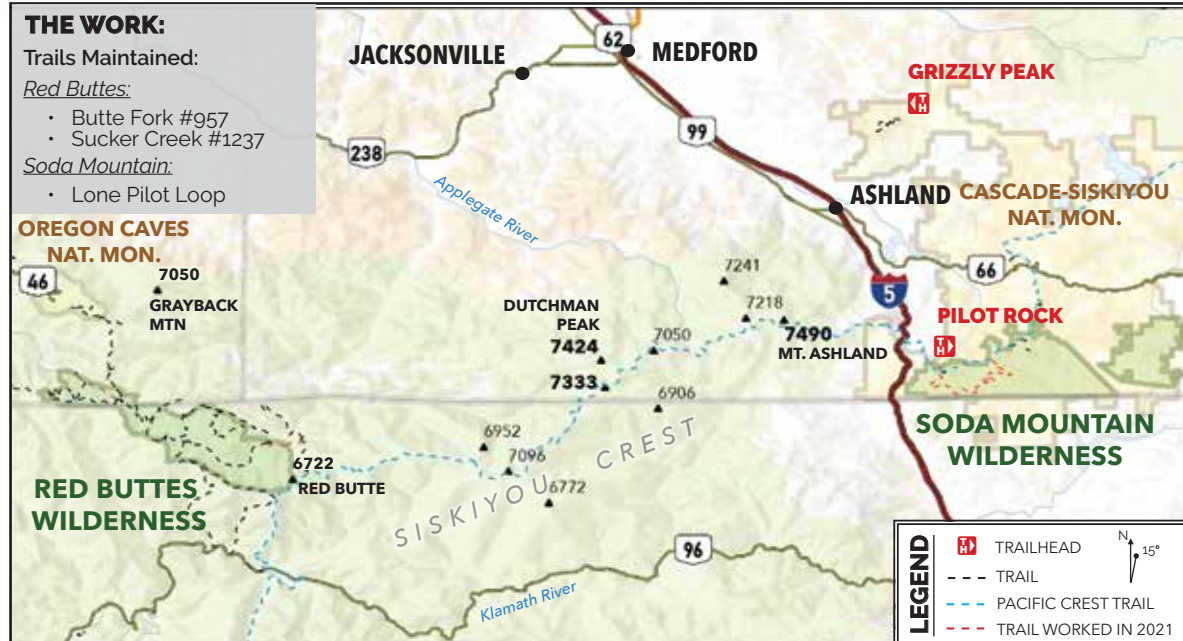 THE WORK:
Trails Maintained:
Red Buttes:
• Butte Fork #957
• Sucker Creek #1237
Soda Mountain:
• Lone Pilot Loop
62
JACKSONVILLE
MEDFORD
GRIZZLY PEAK
TH
99
238
Applegate River
ASHLAND
CASCADE-SISKIYOU
NAT. MON.
OREGON CAVES
NAT. MON.
46
7050
GRAYBACK
MTN
7241
66
5
DUTCHMAN
PEAK
7218
PILOT ROCK
TH
7424
7050
7490
MT. ASHLAND
7333
6906
SODA MOUNTAIN
WILDERNESS
6952
7096
6722
RED BUTTE
6772
SISKIYOU CREST
RED BUTTES
WILDERNESS
96
Klamath River
LEGEND
TH TRAILHEAD
N
15°
TRAIL
PACIFIC CREST TRAIL
TRAIL WORKED IN 2021